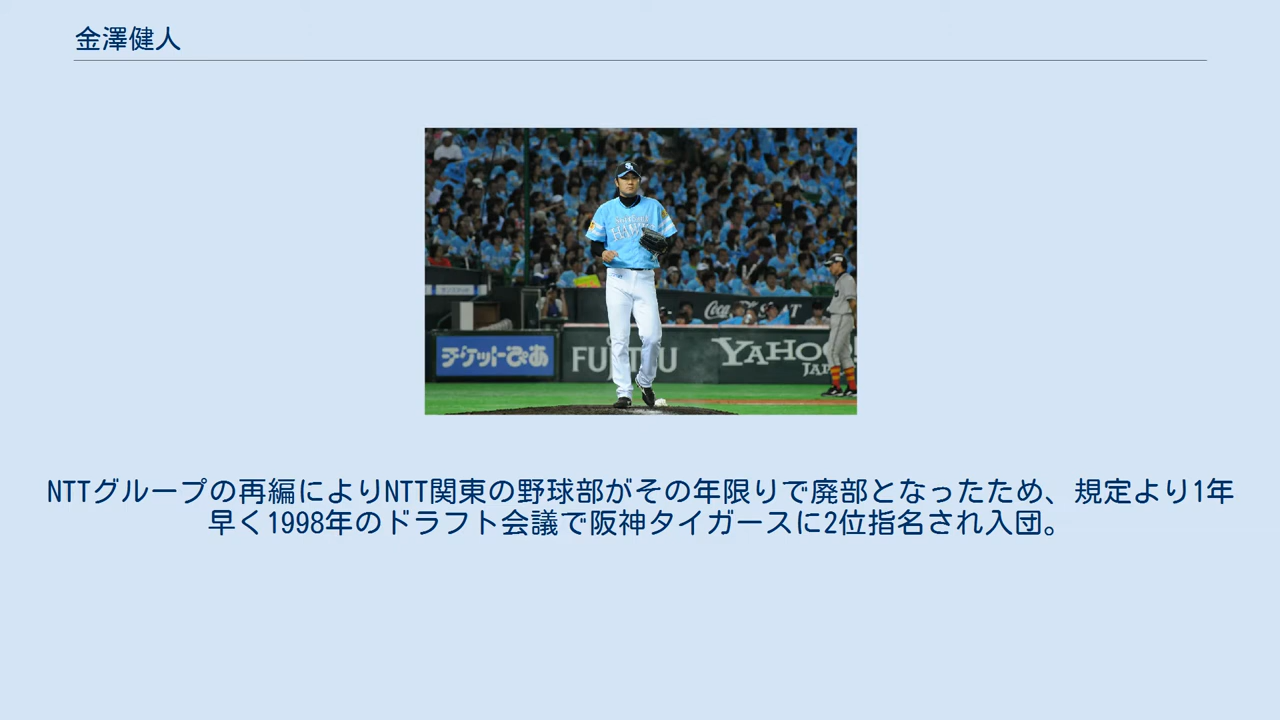 金澤健人
HAWKS
チケットぴあ
FUJITSU
Coca
YAHOO
JAP
NTTグループの再編によりNTT関東の野球部がその年限りで廃部となったため、規定より1年
早く1998年のドラフト会議で阪神タイガースに2位指名され入団。